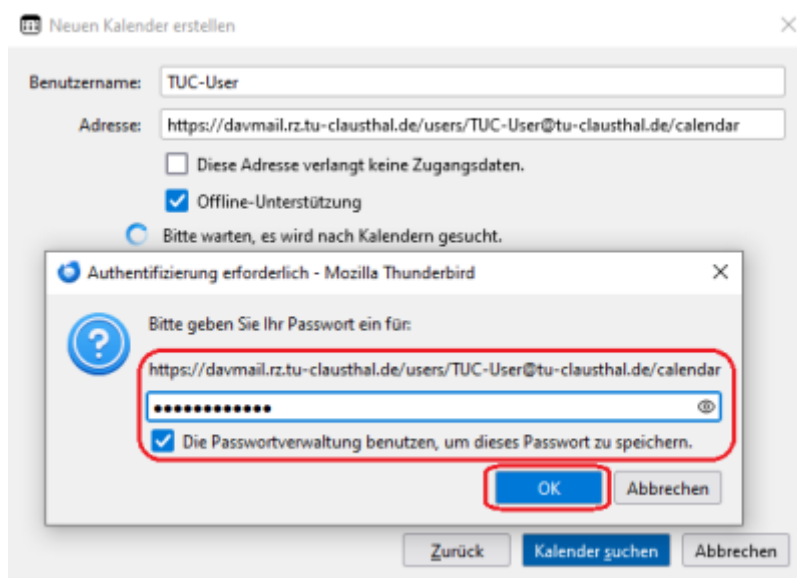 Neuen Kalender erstellen
Benutzername: TUC-User
Adresse: https://davmail.rz.tu-clausthal.de/users/TUC-User@tu-clausthal.de/calendar
Diese Adresse verlangt keine Zugangsdaten.
Offline-Unterstützung
Bitte warten, es wird nach Kalendern gesucht.
Authentifizierung erforderlich - Mozilla Thunderbird
Bitte geben Sie Ihr Passwort ein für:
https://davmail.rz.tu-clausthal.de/users/TUC-User@tu-clausthal.de/calendar
••••••••••••
Die Passwortverwaltung benutzen, um dieses Passwort zu speichern.
OK Abbrechen
Zurück Kalender suchen Abbrechen